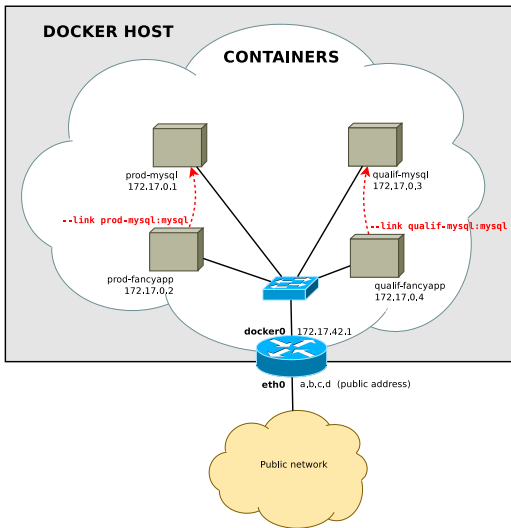 DOCKER HOST
CONTAINERS
prod-mysql
172.17.0.1
qualif-mysql
172.17.0.3
--link prod-mysql:mysql
--link qualif-mysql:mysql
prod-fancyapp
172.17.0.2
qualif-fancyapp
172.17.0.4
docker0 172.17.42.1
eth0 a,b,c,d (public address)
Public network